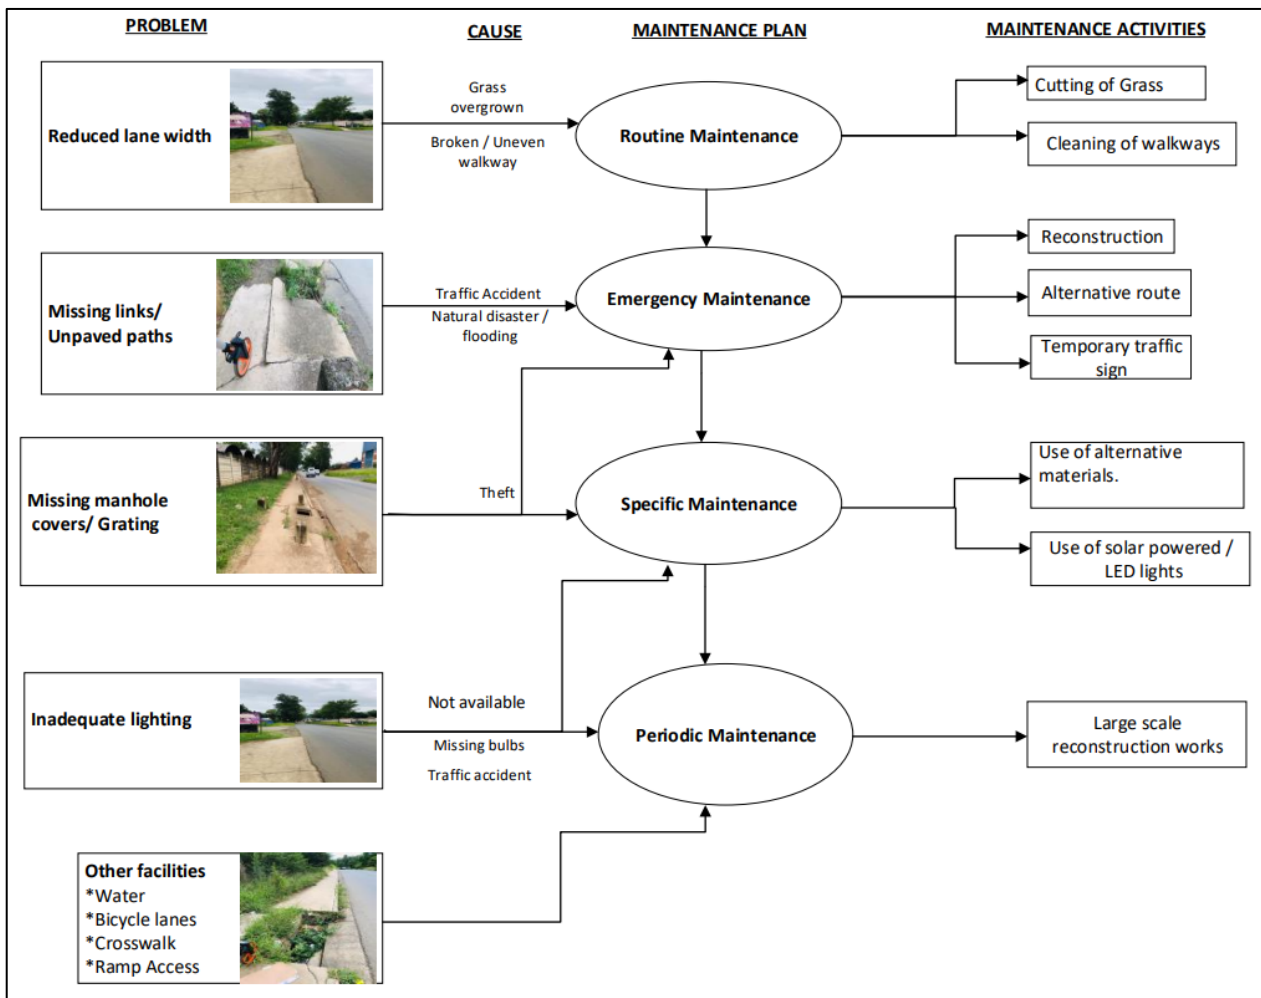 PROBLEM
CAUSE
MAINTENANCE PLAN
MAINTENANCE ACTIVITIES
Reduced lane width
Grass
overgrown
Broken / Uneven
walkway
Routine Maintenance
Cutting of Grass
Cleaning of walkways
Missing links/
Unpaved paths
Traffic Accident
Natural disaster /
flooding
Emergency Maintenance
Reconstruction
Alternative route
Temporary traffic
sign
Missing manhole
covers/ Grating
Theft
Specific Maintenance
Use of alternative
materials.
Use of solar powered /
LED lights
Inadequate lighting
Not available
Missing bulbs
Traffic accident
Periodic Maintenance
Large scale
reconstruction works
Other facilities
*Water
*Bicycle lanes
*Crosswalk
*Ramp Access